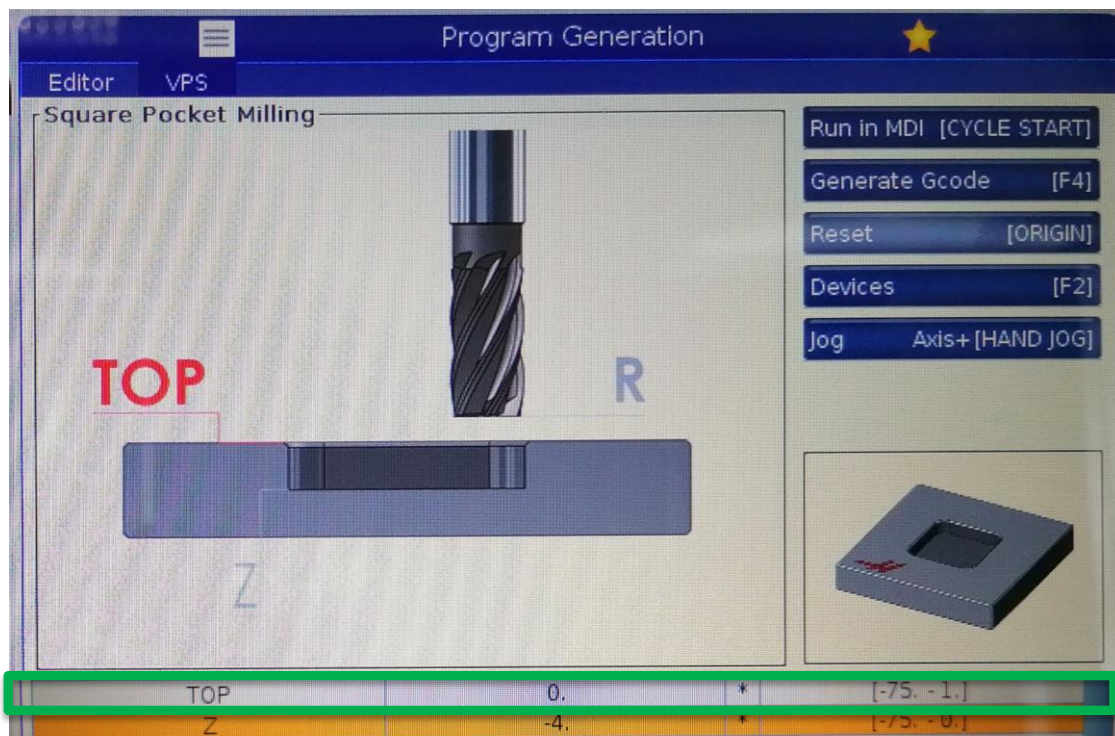 Program Generation
Editor VPS
Square Pocket Milling
Run in MDI [CYCLE START]
Generate Gcode [F4]
Reset [ORIGIN]
Devices [F2]
Jog Axis+[HAND JOG]
TOP
R
Z
TOP 0. * [-75. - 1.]
Z -4. * [-75. - 0.]